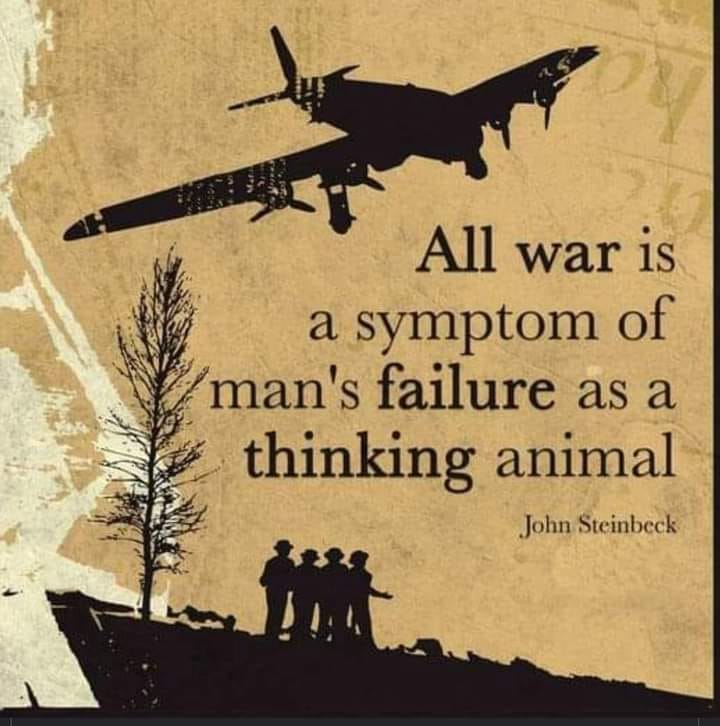 All war is
a symptom of
man's failure as a
thinking animal
John Steinbeck